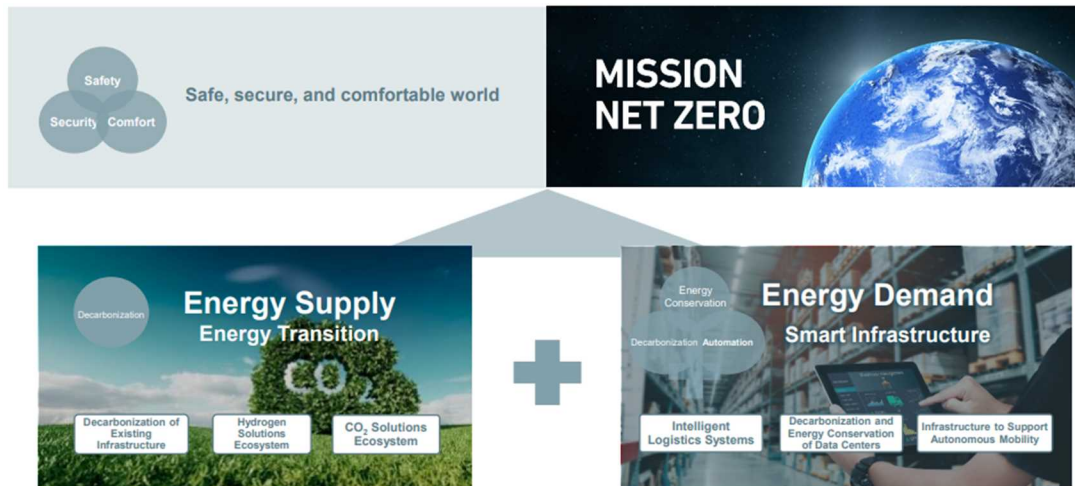 Safety
Security
Comfort
Safe, secure, and comfortable world
MISSION
NET ZERO
Decarbonization
Energy Supply
Energy Transition
CO2
Decarbonization of
Existing
Infrastructure
Hydrogen
Solutions
Ecosystem
CO₂ Solutions
Ecosystem
Energy
Conservation
Decarbonization
Automation
Energy Demand
Smart Infrastructure
Intelligent
Logistics Systems
Decarbonization and
Energy Conservation
of Data Centers
Infrastructure to Support
Autonomous Mobility